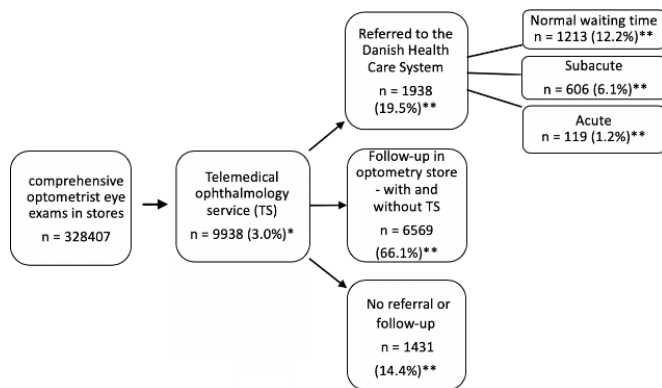 comprehensive
optometrist eye
exams in stores
n = 328407
Telemedical
ophthalmology
service (TS)
n = 9938 (3.0%)*
Referred to the
Danish Health
Care System
n = 1938
(19.5%)**
Normal waiting time
n = 1213 (12.2%)**
Subacute
n = 606 (6.1%)**
Acute
n = 119 (1.2%)**
Follow-up in
optometry store
- with and
without TS
n = 6569
(66.1%)**
No referral or
follow-up
n = 1431
(14.4%)**